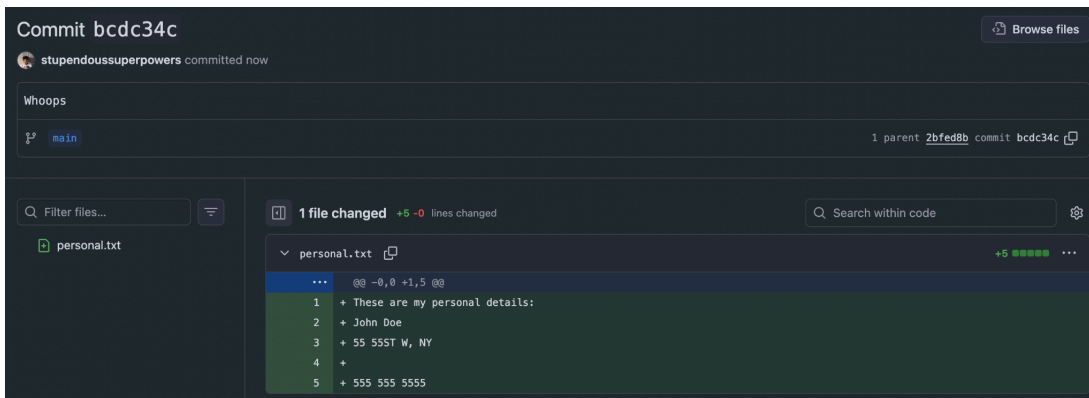 Commit bcdc34c
Browse files
stupendoussuperpowers committed now
Whoops
main
1 parent 2bfed8b commit bcdc34c
Filter files...
1 file changed +5 -0 lines changed
Search within code
personal.txt
personal.txt
+5
@@ -0,0 +1,5 @@
1 + These are my personal details:
2 + John Doe
3 + 55 55ST W, NY
4 +
5 + 555 555 5555